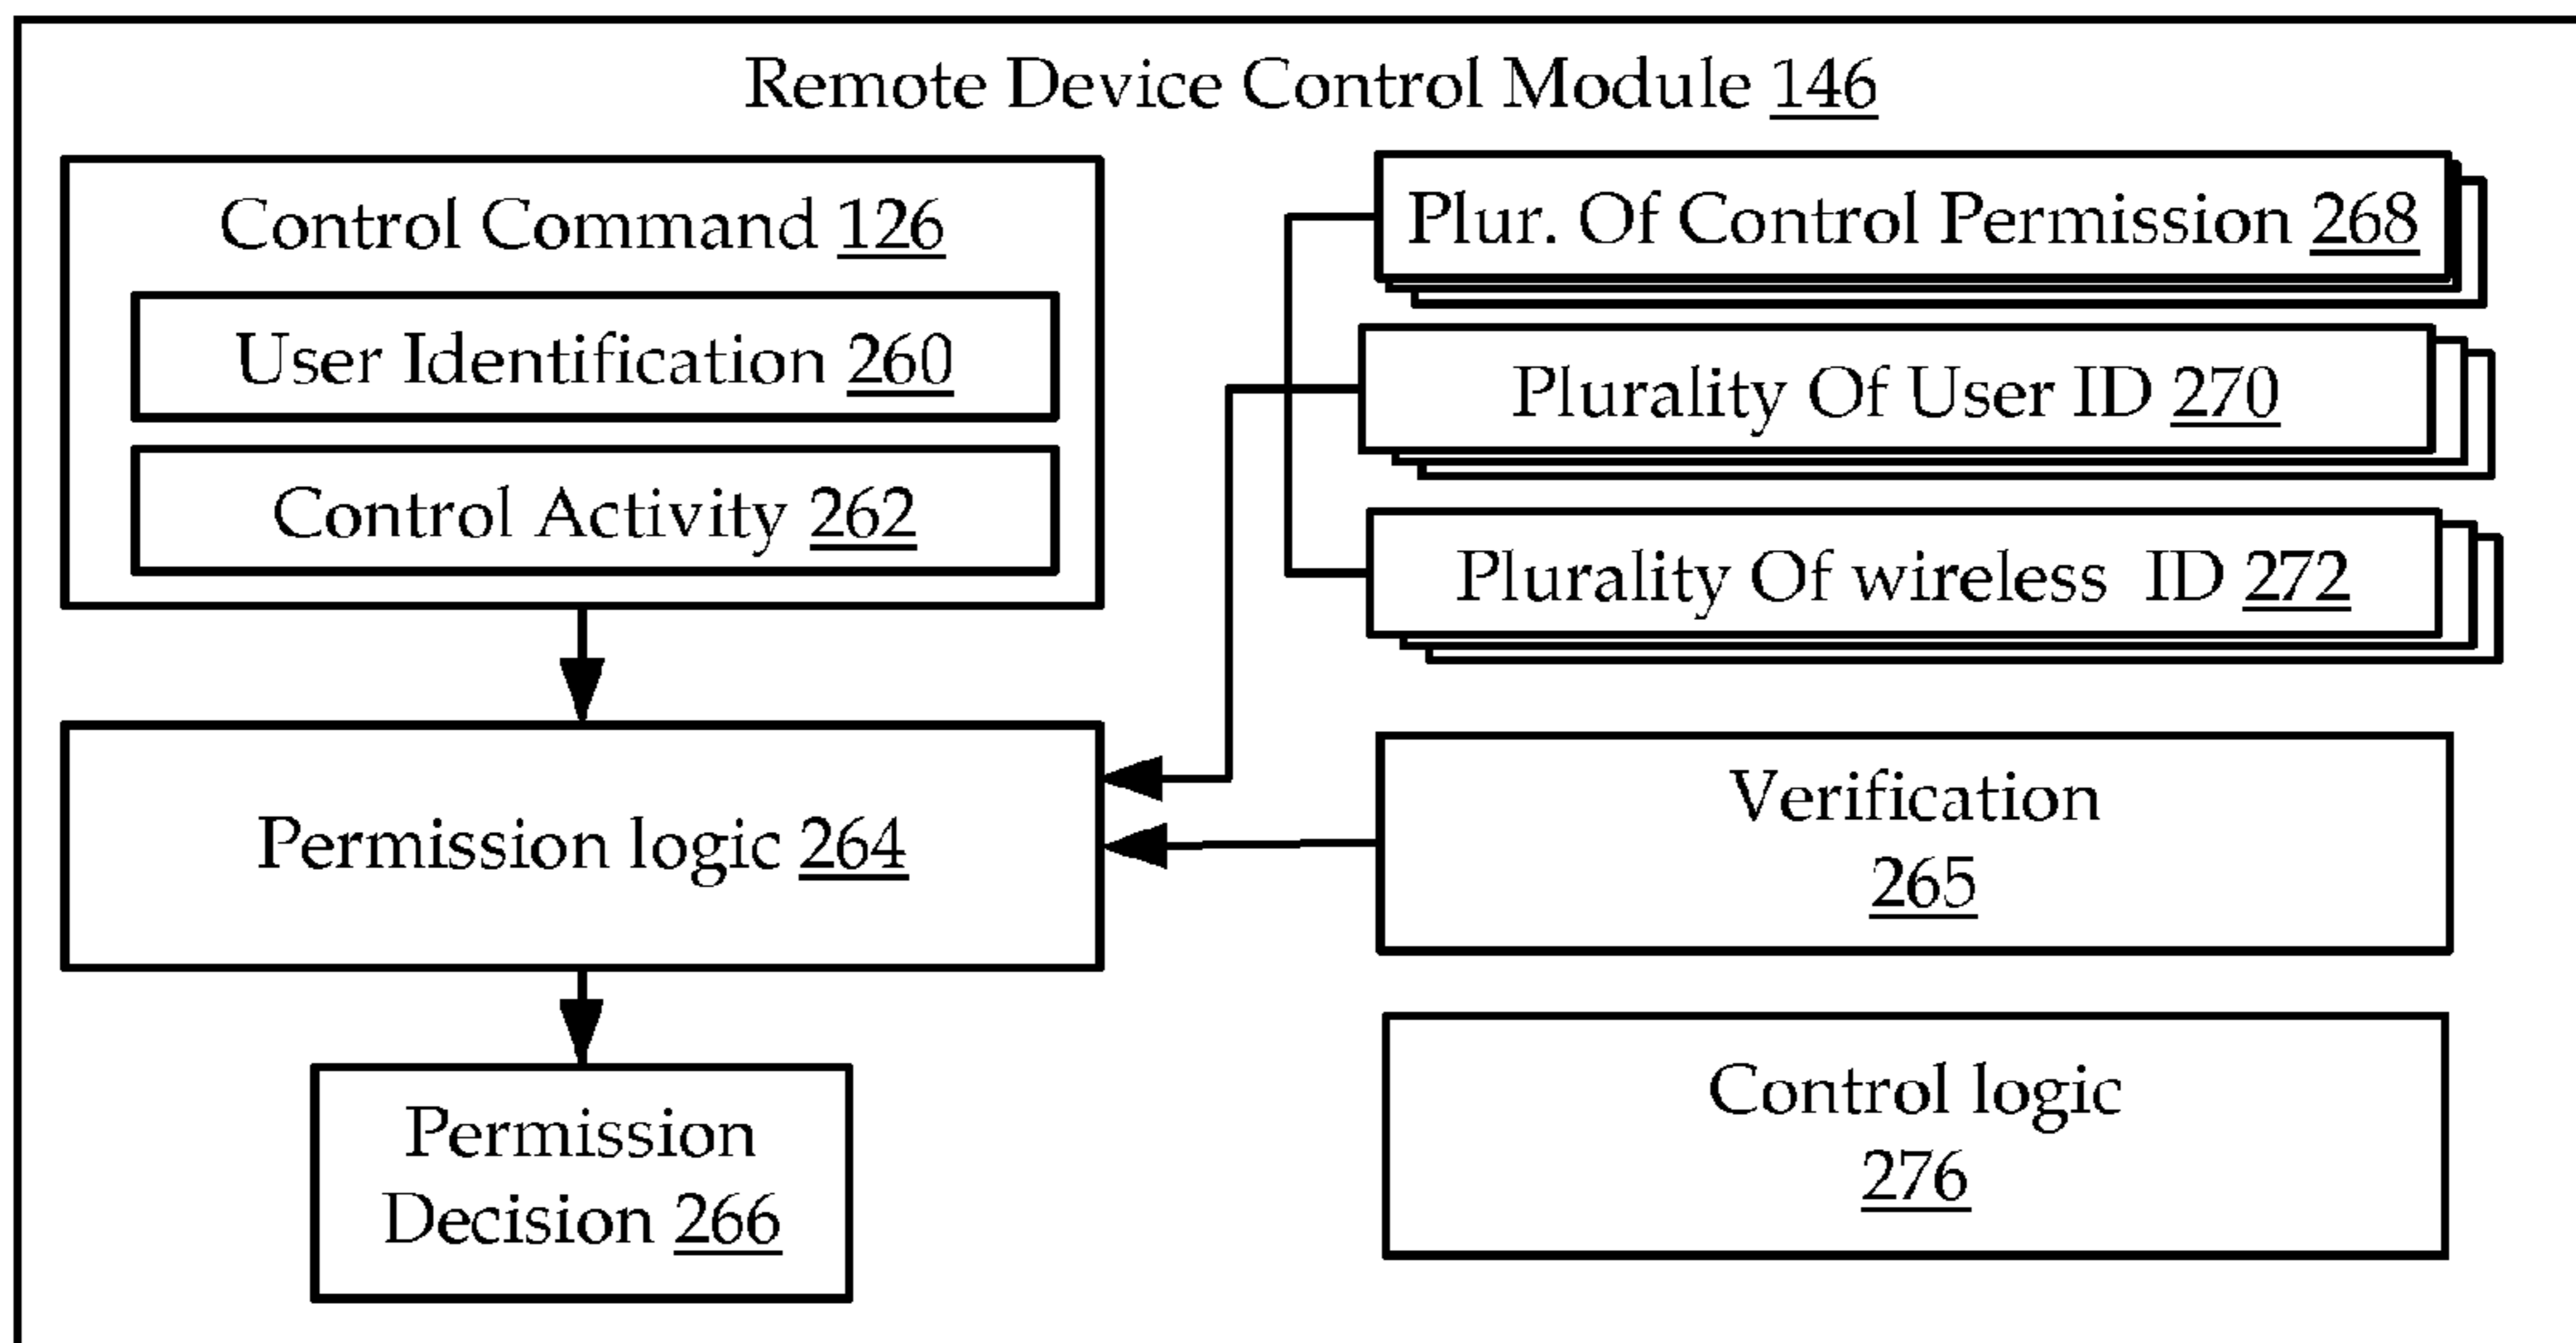 Remote Device Control Module 146
Control Command 126
User Identification 260
Control Activity 262
Plur. Of Control Permission 268
Plurality Of User ID 270
Plurality Of wireless ID 272
Permission logic 264
Verification
265
Permission
Decision 266
Control logic
276